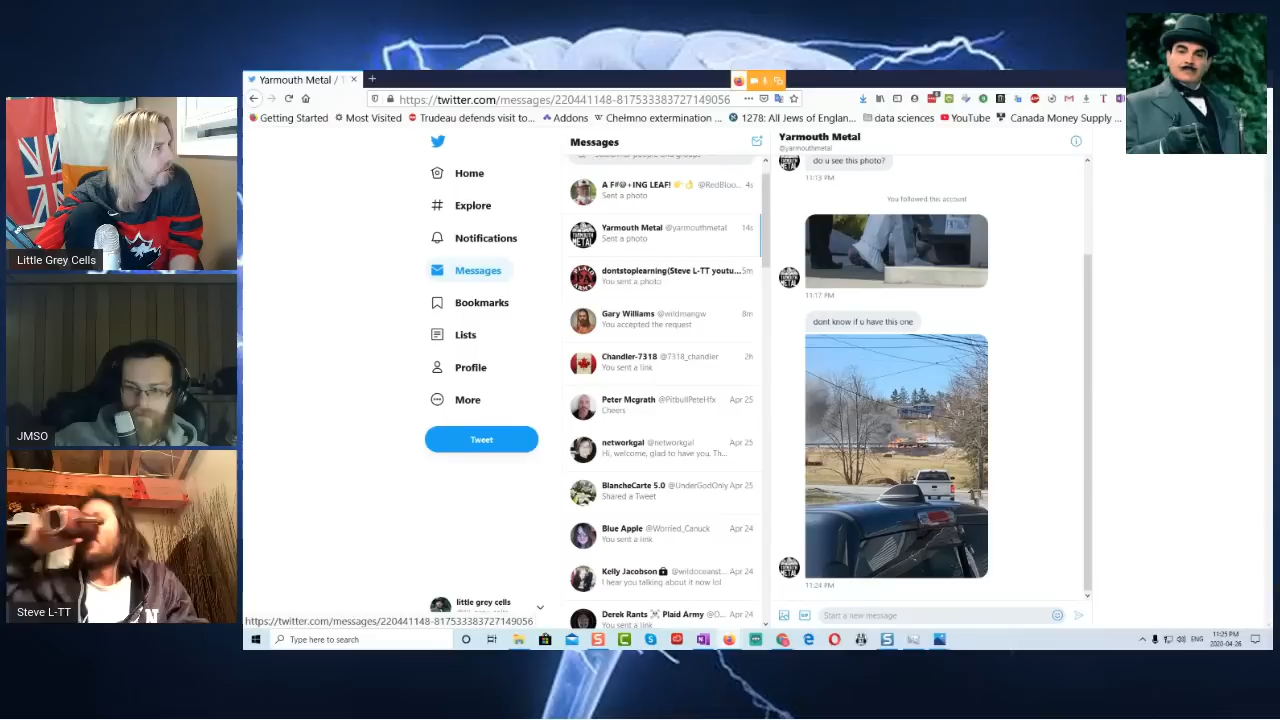 Yarmouth Metal / T
https://twitter.com/messages/220441148-817533383727149056
Getting Started
Most Visited
Trudeau defends visit to...
Addons
Chełmno extermination ...
1278: All Jews of Englan...
data sciences
YouTube
Canada Money Supply ...
Little Grey Cells
JMSO
Steve L-TT
Home
Explore
Notifications
Messages
Bookmarks
Lists
Profile
More
Tweet
little grey cells
Messages
A F#@+ING LEAF! @RedBloo... 4s
Sent a photo
Yarmouth Metal @yarmouthmetal 14s
Sent a photo
dontstoplearning(Steve L-TT youtu... 5m
You sent a photo
Gary Williams @wildmangw 8m
You accepted the request
Chandler-7318 @7318_chandler 2h
You sent a link
Peter Mcgrath @PitbullPeteHfx Apr 25
Cheers
networkgal @networkgal Apr 25
Hi, welcome, glad to have you. Th...
BlancheCarte 5.0 @UnderGodOnly Apr 25
Shared a Tweet
Blue Apple @Worried_Canuck Apr 24
You sent a link
Kelly Jacobson @wildoceanst... Apr 24
I hear you talking about it now lol
Derek Rants Plaid Army @D... Apr 24
You sent a link
Yarmouth Metal
@yarmouthmetal
do u see this photo?
11:13 PM
You followed this account
11:17 PM
dont know if u have this one
11:24 PM
GIF
Start a new message
https://twitter.com/messages/220441148-817533383727149056
Type here to search
ENG
11:25 PM
2020-04-26